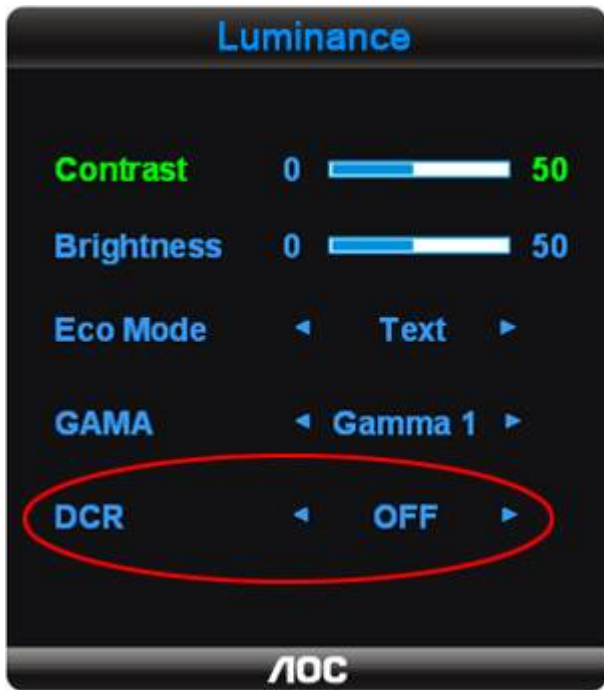 Luminance
Contrast 0 50
Brightness 0 50
Eco Mode Text
GAMA Gamma 1
DCR OFF
AOC